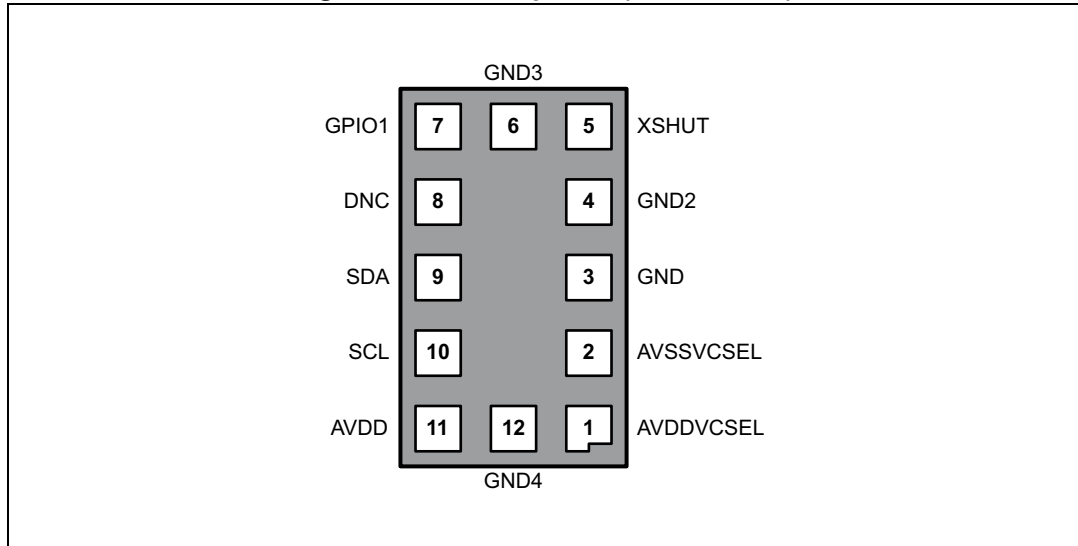 GND3
GPIO1 7 6 5 XSHUT
DNC 8 4 GND2
SDA 9 3 GND
SCL 10 2 AVSSVCSEL
AVDD 11 12 1 AVDDVCSEL
GND4